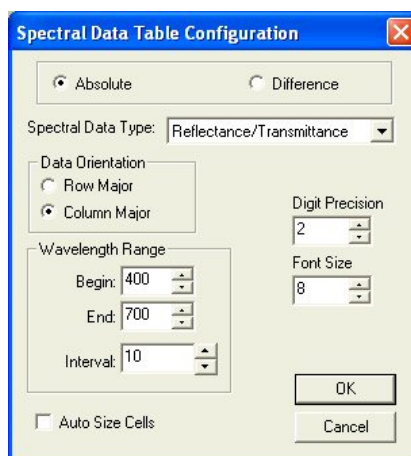 Spectral Data Table Configuration
Absolute Difference
Spectral Data Type: Reflectance/Transmittance
Data Orientation
Row Major
Column Major
Digit Precision
2
Wavelength Range
Font Size
Begin: 400
8
End: 700
Interval: 10
OK
Auto Size Cells
Cancel